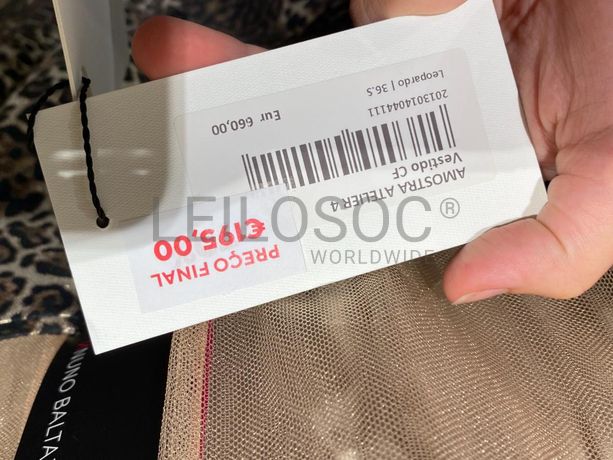 AMOSTRA ATELIER 4
Vestido CF
2013014044111
Leopardo | 36.S
Eur 660,00
PREÇO FINAL
€195,00
LEILOSOC®
WORLDWIDE
NUNO BALTA